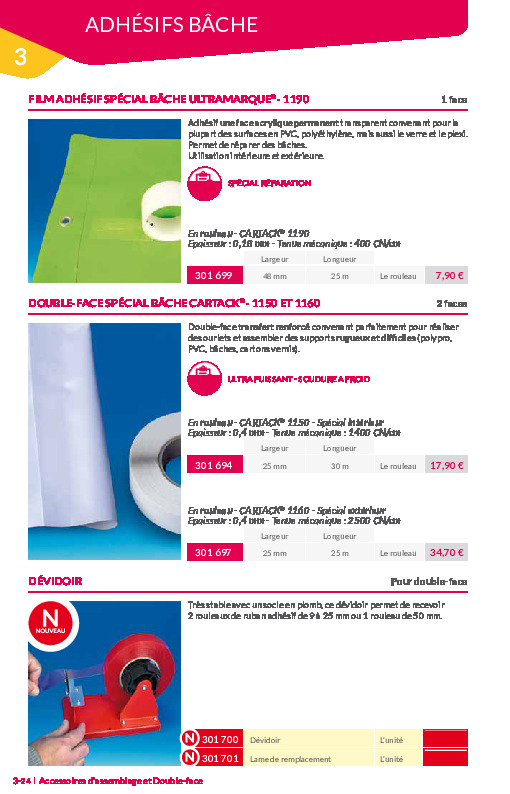 ADHÉSIFS BÂCHE
3
FILM ADHÉSIF SPÉCIAL BÂCHE ULTRAMARQUE® - 1190 1 face
Adhésif une face acrylique permanent transparent convenant pour la
plupart des surfaces en PVC, polyéthylène, mais aussi le verre et le plexi.
Permet de réparer des bâches.
Utilisation intérieure et extérieure.
SPÉCIAL RÉPARATION
En rouleau - CARTACK® 1190
Epaisseur : 0,18 mm - Tenue mécanique : 400 CN/cm
Largeur Longueur
301 699 48 mm 25 m Le rouleau 7,90 €
DOUBLE-FACE SPÉCIAL BÂCHE CARTACK® - 1150 ET 1160 2 faces
Double-face transfert renforcé convenant parfaitement pour réaliser
des ourlets et assembler des supports rugueux et difficiles (polypro,
PVC, bâches, cartons vernis).
ULTRA PUISSANT - SOUDURE A FROID
En rouleau - CARTACK® 1150 - Spécial intérieur
Epaisseur : 0,4 mm - Tenue mécanique : 1400 CN/cm
Largeur Longueur
301 694 25 mm 30 m Le rouleau 17,90 €
En rouleau - CARTACK® 1160 - Spécial extérieur
Epaisseur : 0,4 mm - Tenue mécanique : 2500 CN/cm
Largeur Longueur
301 697 25 mm 25 m Le rouleau 34,70 €
DÉVIDOIR Pour double-face
N
NOUVEAU
Très stable avec un socle en plomb, ce dévidoir permet de recevoir
2 rouleaux de ruban adhésif de 9 à 25 mm ou 1 rouleau de 50 mm.
N 301 700 Dévidoir L'unité
N 301 701 Lame de remplacement L'unité
3-24 I Accessoires d'assemblage et Double-face